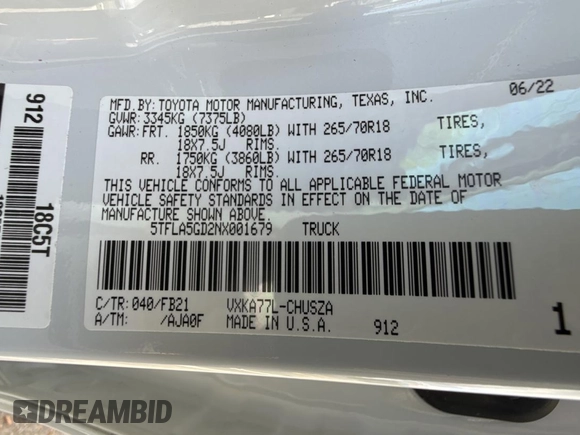 MFD.BY: TOYOTA MOTOR MANUFACTURING, TEXAS, INC. 06/22
GVWR: 3345KG (7375LB)
GAWR: FRT. 1850KG (4080LB) WITH 265/70R18 TIRES,
18X7.5J RIMS.
RR. 1750KG (3860LB) WITH 265/70R18 TIRES,
18X7.5J RIMS.
THIS VEHICLE CONFORMS TO ALL APPLICABLE FEDERAL MOTOR
VEHICLE SAFETY STANDARDS IN EFFECT ON THE DATE OF
MANUFACTURE SHOWN ABOVE.
5TFLA5GD2NX001679 TRUCK
C/TR: 040/FB21 VXKA77L-CHUSZA
A/TM: /AJA0F MADE IN U.S.A. 912
1
912
18C5T
DREAMBID